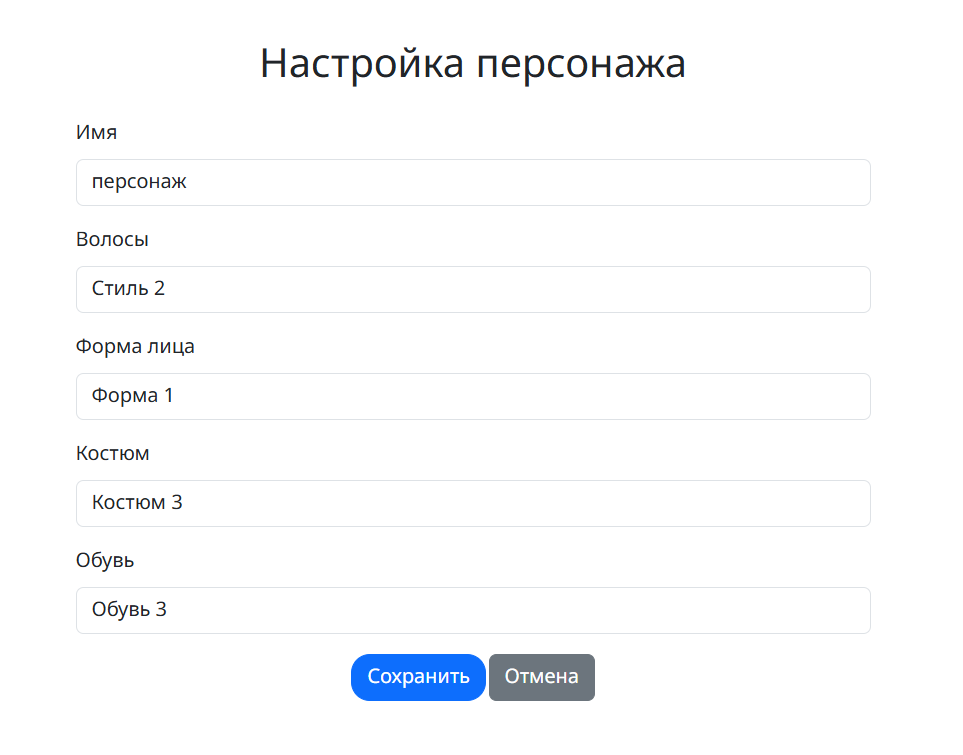 Настройка персонажа
Имя
персонаж
Волосы
Стиль 2
Форма лица
Форма 1
Костюм
Костюм 3
Обувь
Обувь 3
Сохранить Отмена